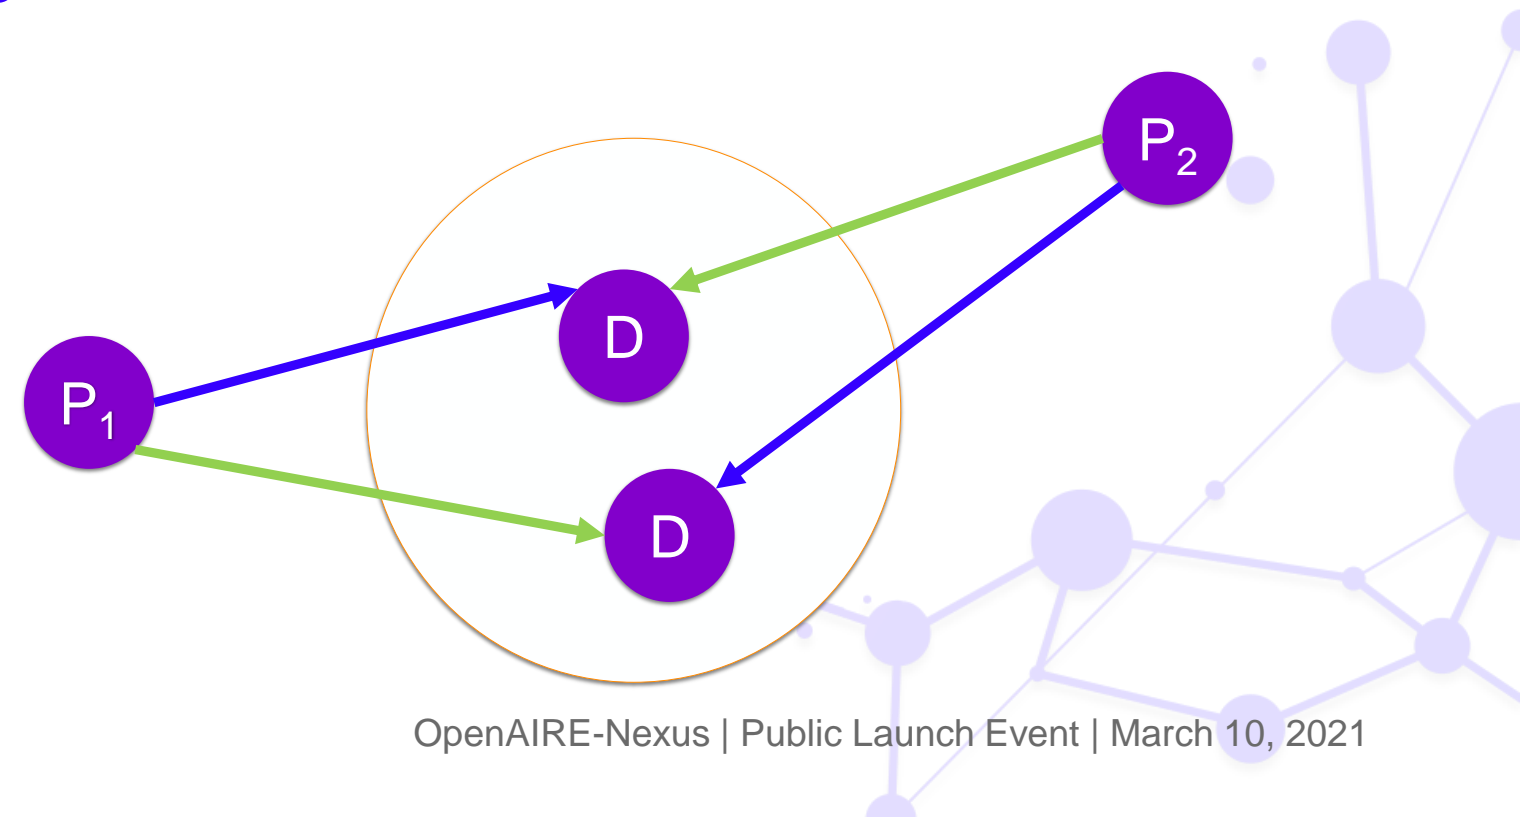 P2
D
P1
D
OpenAIRE-Nexus | Public Launch Event | March 10, 2021